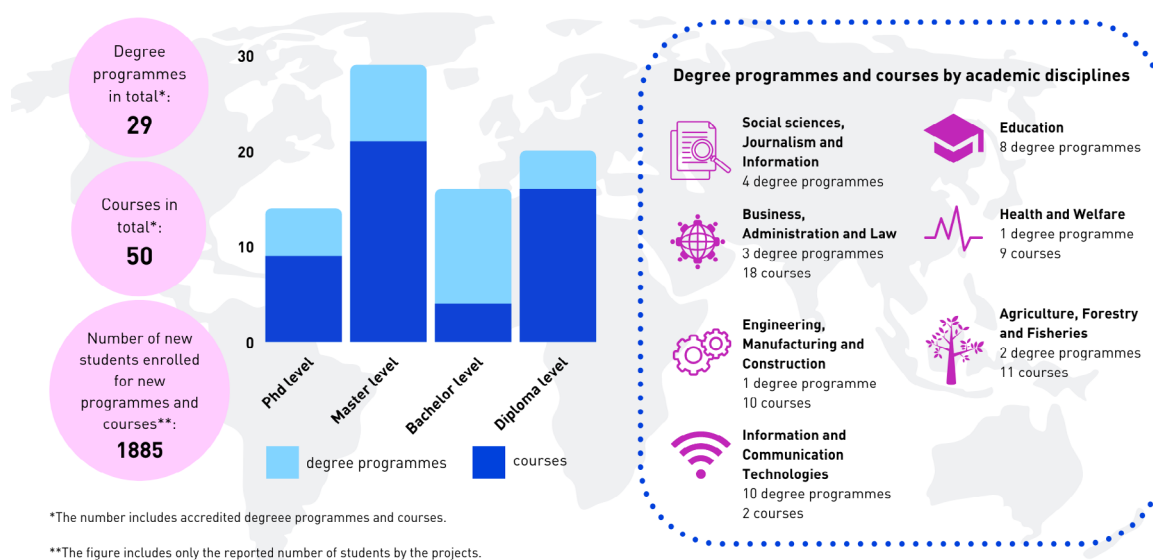 Degree
programmes
in total*:
29
Courses in
total*:
50
Number of new
students enrolled
for new
programmes and
courses**:
1885
30
20
10
0
Phd level
Master level
Bachelor level
Diploma level
degree programmes
courses
*The number includes accredited degreee programmes and courses.
**The figure includes only the reported number of students by the projects.
Degree programmes and courses by academic disciplines
Social sciences,
Journalism and
Information
4 degree programmes
Business,
Administration and Law
3 degree programmes
18 courses
Engineering,
Manufacturing and
Construction
1 degree programme
10 courses
Information and
Communication
Technologies
10 degree programmes
2 courses
Education
8 degree programmes
Health and Welfare
1 degree programme
9 courses
Agriculture, Forestry
and Fisheries
2 degree programmes
11 courses